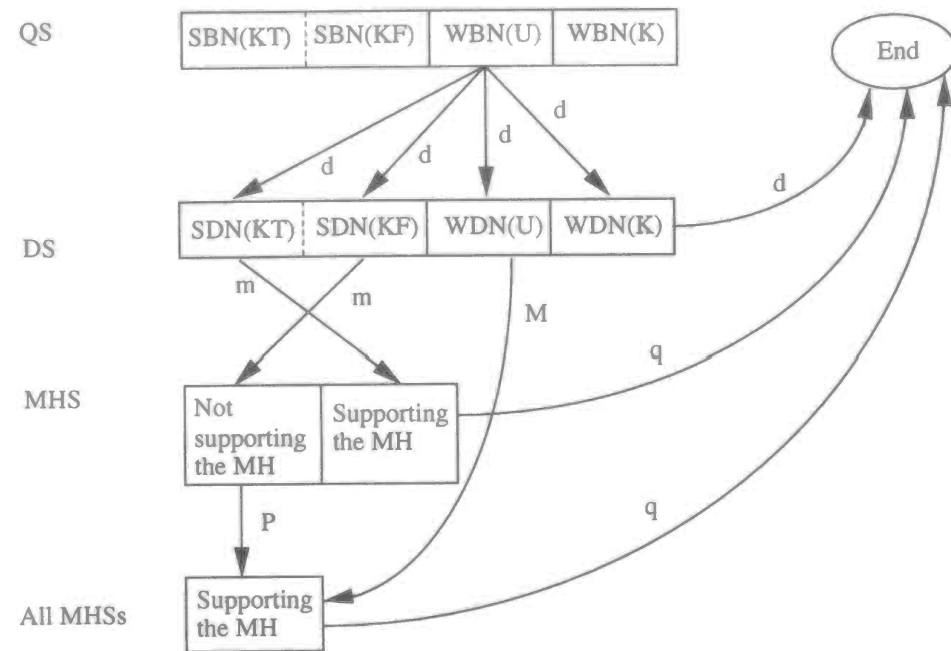 QS
SBN(KT) SBN(KF) WBN(U) WBN(K)
End
d
d
d
d
d
DS
SDN(KT) SDN(KF) WDN(U) WDN(K)
m
m
M
q
MHS
Not
supporting
the MH
Supporting
the MH
P
q
All MHSs
Supporting
the MH